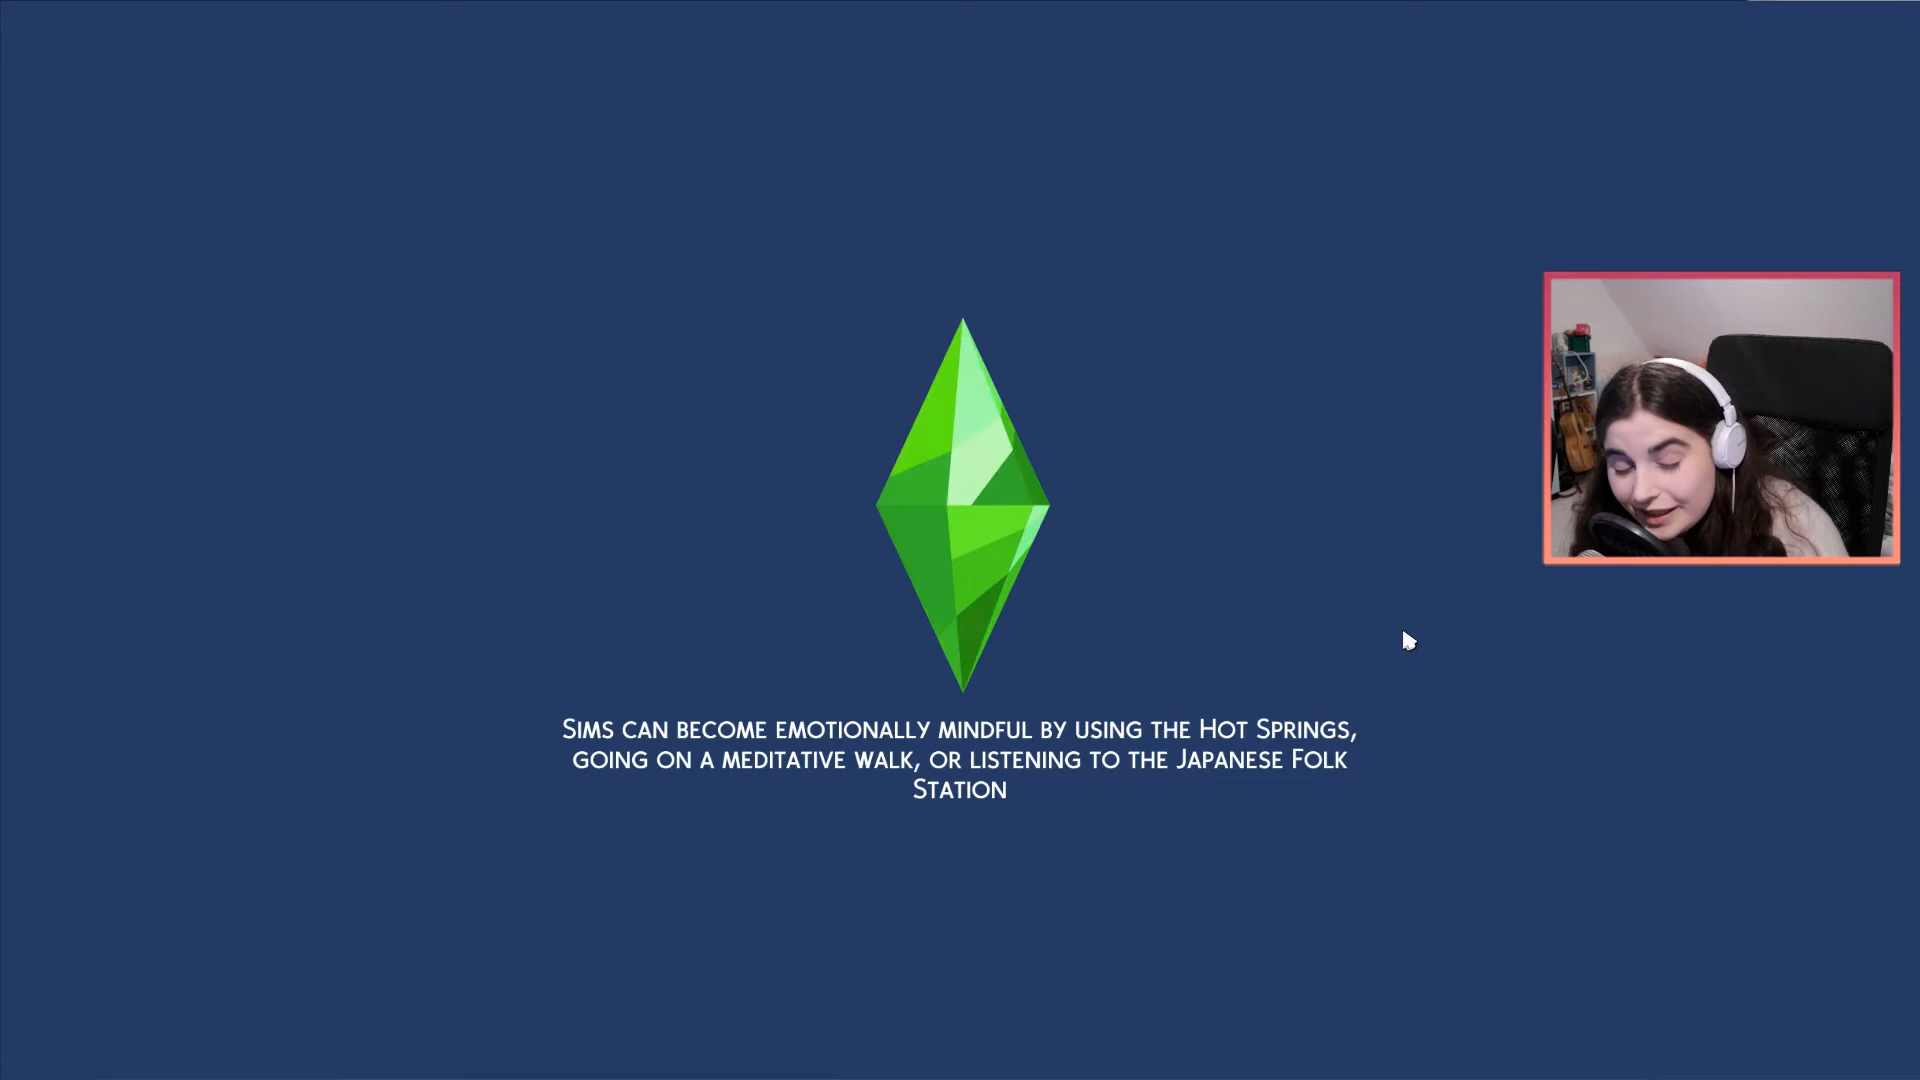 Sims can become emotionally mindful by using the Hot Springs,
going on a meditative walk, or listening to the Japanese Folk
Station